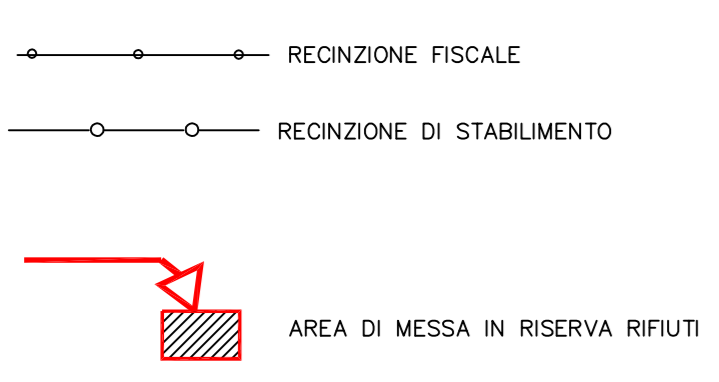 RECINZIONE FISCALE
RECINZIONE DI STABILIMENTO
AREA DI MESSA IN RISERVA RIFIUTI